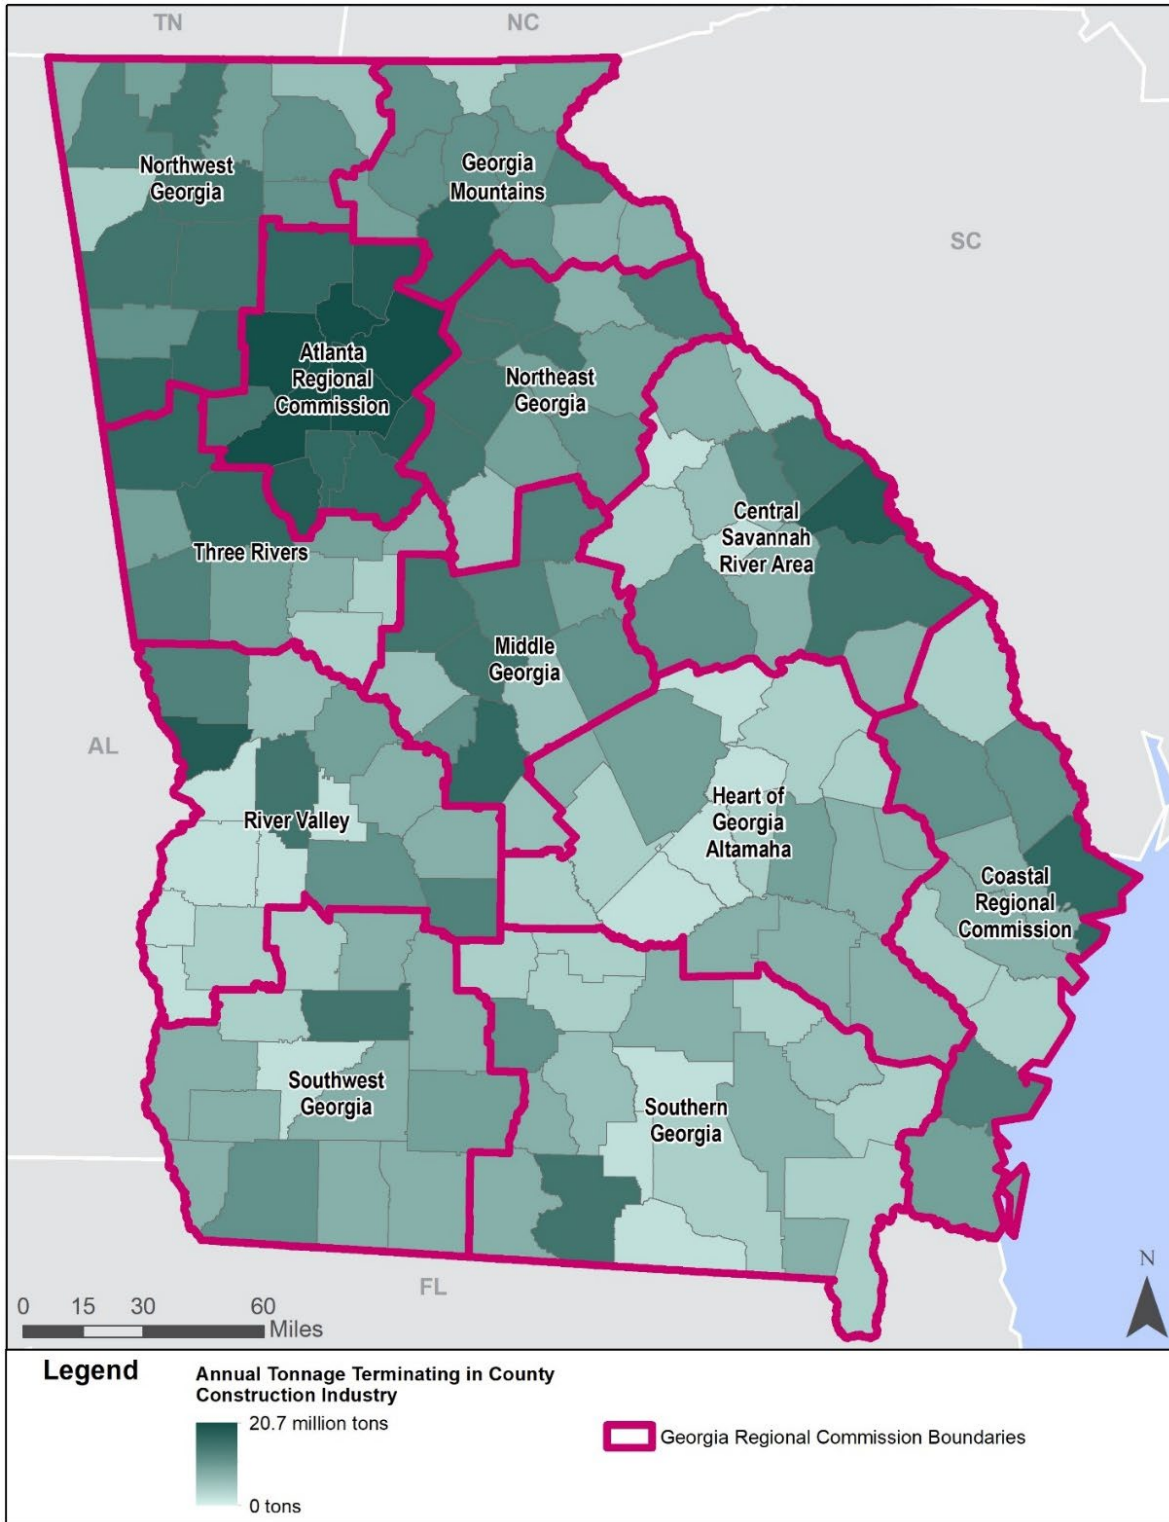 TN
NC
Northwest
Georgia
Georgia
Mountains
SC
Atlanta
Regional
Commission
Northeast
Georgia
Central
Savannah
River Area
Three Rivers
Middle
Georgia
AL
River Valley
Heart of
Georgia
Altamaha
Coastal
Regional
Commission
Southwest
Georgia
Southern
Georgia
FL
N
0 15 30 60
Miles
Legend
Annual Tonnage Terminating in County
Construction Industry
20.7 million tons
0 tons
Georgia Regional Commission Boundaries